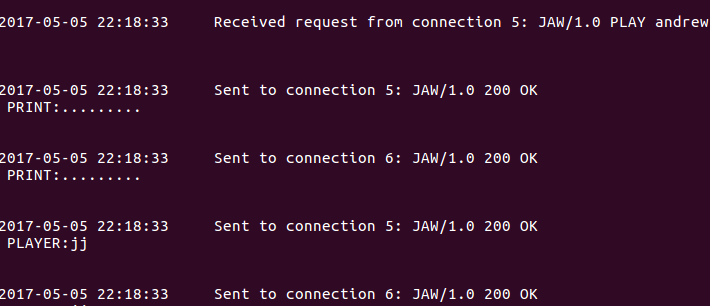 2017-05-05 22:18:33 Received request from connection 5: JAW/1.0 PLAY andrew
2017-05-05 22:18:33 Sent to connection 5: JAW/1.0 200 OK
PRINT:.........
2017-05-05 22:18:33 Sent to connection 6: JAW/1.0 200 OK
PRINT:.........
2017-05-05 22:18:33 Sent to connection 5: JAW/1.0 200 OK
PLAYER:jj
2017-05-05 22:18:33 Sent to connection 6: JAW/1.0 200 OK